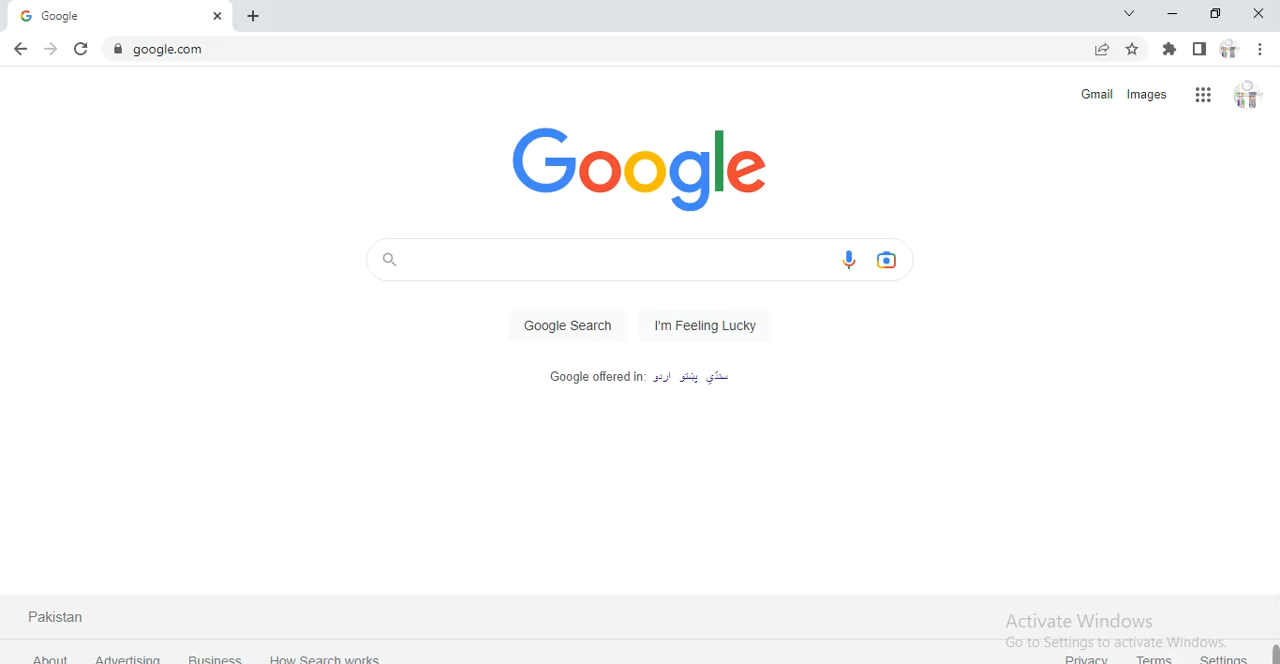 Google
google.com
Gmail Images
Google
Google Search I'm Feeling Lucky
Google offered in: اردو پښتو سنڌي
Pakistan
Activate Windows
Go to Settings to activate Windows.
About Advertising Business How Search works Privacy Terms Settings